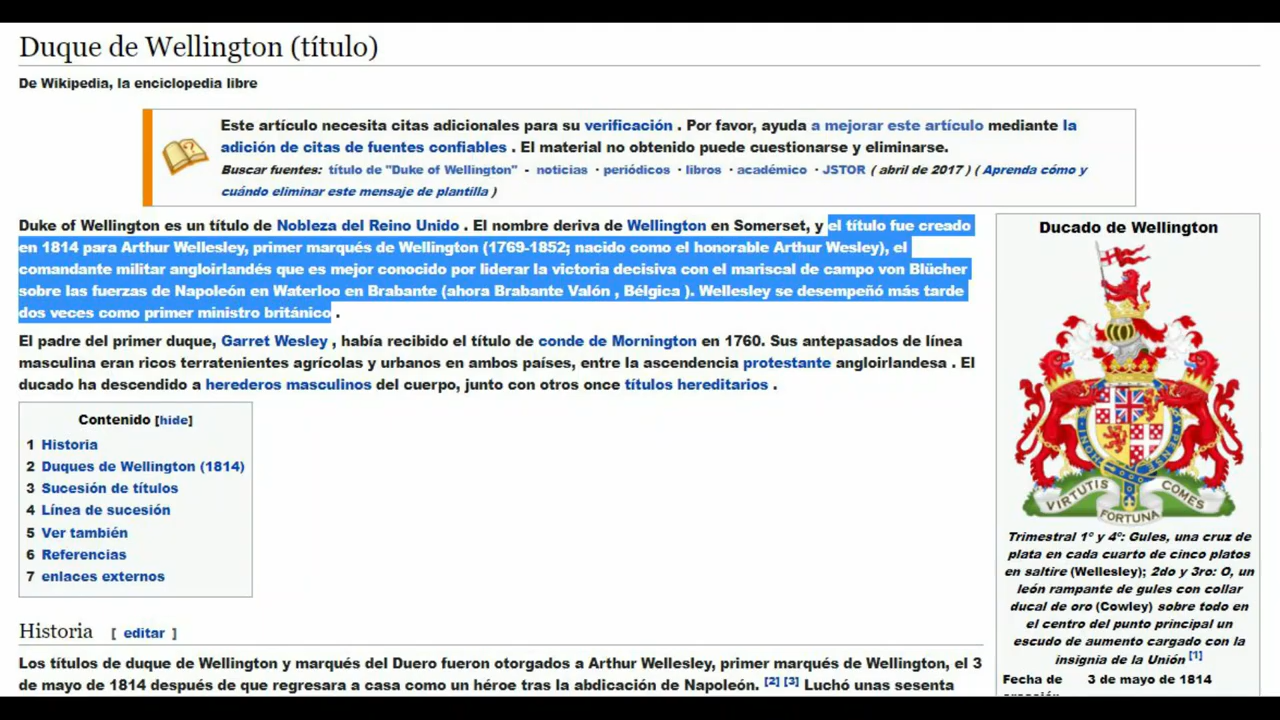 Duque de Wellington (título)
De Wikipedia, la enciclopedia libre
Este artículo necesita citas adicionales para su verificación . Por favor, ayuda a mejorar este artículo mediante la
adición de citas de fuentes confiables . El material no obtenido puede cuestionarse y eliminarse.
Buscar fuentes: título de "Duke of Wellington" - noticias · periódicos · libros · académico · JSTOR ( abril de 2017 ) ( Aprenda cómo y
cuándo eliminar este mensaje de plantilla )
Duke of Wellington es un título de Nobleza del Reino Unido . El nombre deriva de Wellington en Somerset, y el título fue creado
en 1814 para Arthur Wellesley, primer marqués de Wellington (1769-1852; nacido como el honorable Arthur Wesley), el
comandante militar angloirlandés que es mejor conocido por liderar la victoria decisiva con el mariscal de campo von Blücher
sobre las fuerzas de Napoleón en Waterloo en Brabante (ahora Brabante Valón , Bélgica ). Wellesley se desempeñó más tarde
dos veces como primer ministro británico .
El padre del primer duque, Garret Wesley , había recibido el título de conde de Mornington en 1760. Sus antepasados de línea
masculina eran ricos terratenientes agrícolas y urbanos en ambos países, entre la ascendencia protestante angloirlandesa . El
ducado ha descendido a herederos masculinos del cuerpo, junto con otros once títulos hereditarios .
Contenido [hide]
1 Historia
2 Duques de Wellington (1814)
3 Sucesión de títulos
4 Línea de sucesión
5 Ver también
6 Referencias
7 enlaces externos
Historia [ editar ]
Los títulos de duque de Wellington y marqués del Duero fueron otorgados a Arthur Wellesley, primer marqués de Wellington, el 3
de mayo de 1814 después de que regresara a casa como un héroe tras la abdicación de Napoleón. [2] [3] Luchó unas sesenta
Ducado de Wellington
HONI
Y·PENSE
VIRTUTIS
FORTUNA
COMES
Trimestral 1° y 4°: Gules, una cruz de
plata en cada cuarto de cinco platos
en saltire (Wellesley); 2do y 3ro: O, un
león rampante de gules con collar
ducal de oro (Cowley) sobre todo en
el centro del punto principal un
escudo de aumento cargado con la
insignia de la Unión [1]
Fecha de 3 de mayo de 1814